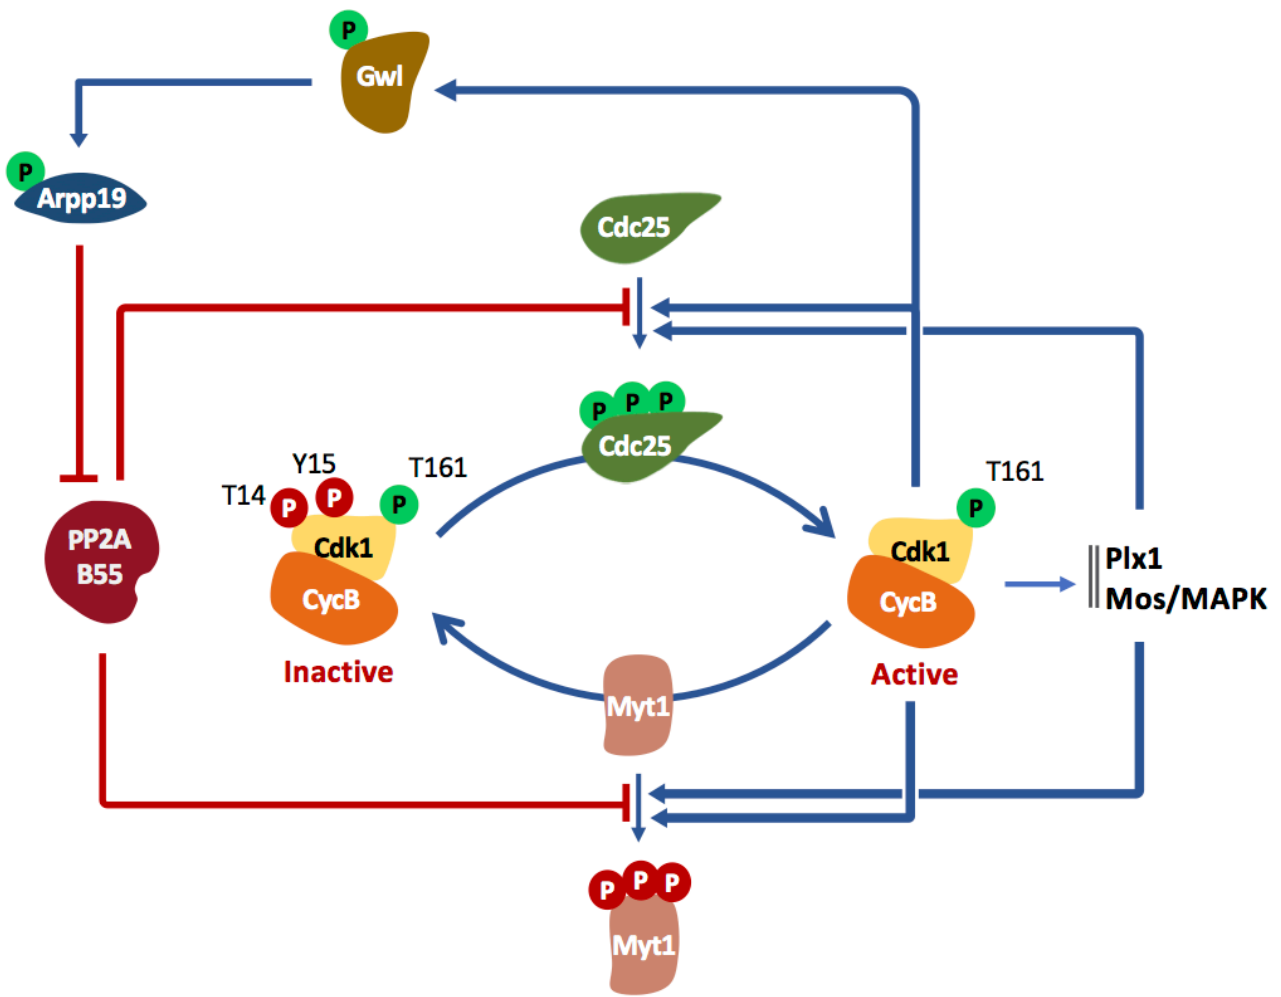 P
Gwl
P
Arpp19
Cdc25
P P P
Cdc25
Y15
T161
T14
P
P
P
Cdk1
CycB
Inactive
T161
P
Cdk1
CycB
Active
PP2A
B55
Plx1
Mos/MAPK
Myt1
P P P
Myt1